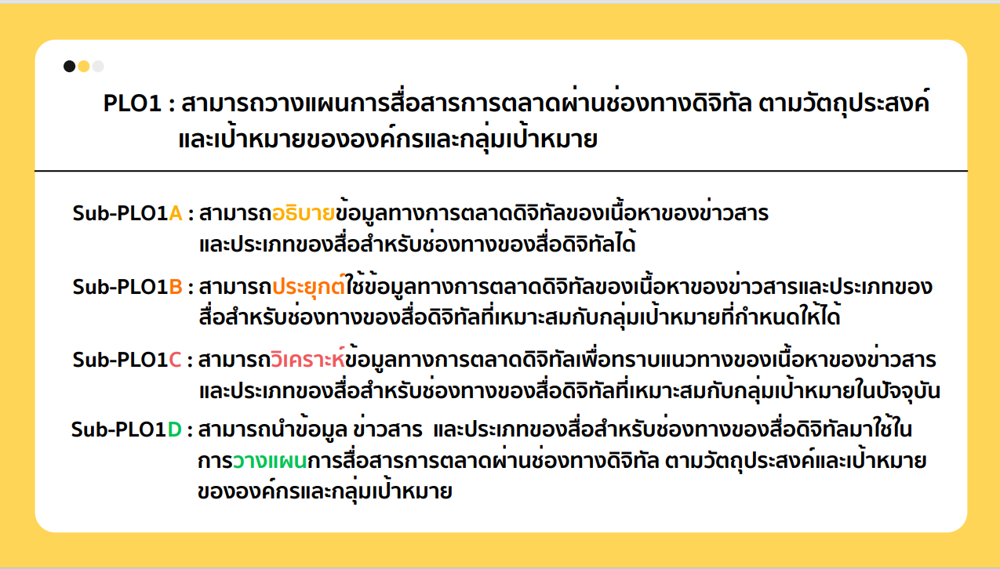 PLO1 : สามารถวางแผนการสื่อสารการตลาดผ่านช่องทางดิจิทัล ตามวัตถุประสงค์
และเป้าหมายขององค์กรและกลุ่มเป้าหมาย
Sub-PLO1A : สามารถอธิบายข้อมูลทางการตลาดดิจิทัลของเนื้อหาของข่าวสาร
และประเภทของสื่อสำหรับช่องทางของสื่อดิจิทัลได้
Sub-PLO1B : สามารถประยุกต์ใช้ข้อมูลทางการตลาดดิจิทัลของเนื้อหาของข่าวสารและประเภทของ
สื่อสำหรับช่องทางของสื่อดิจิทัลที่เหมาะสมกับกลุ่มเป้าหมายที่กำหนดให้ได้
Sub-PLO1C : สามารถวิเคราะห์ข้อมูลทางการตลาดดิจิทัลเพื่อทราบแนวทางของเนื้อหาของข่าวสาร
และประเภทของสื่อสำหรับช่องทางของสื่อดิจิทัลที่เหมาะสมกับกลุ่มเป้าหมายในปัจจุบัน
Sub-PLO1D : สามารถนำข้อมูล ข่าวสาร และประเภทของสื่อสำหรับช่องทางของสื่อดิจิทัลมาใช้ใน
การวางแผนการสื่อสารการตลาดผ่านช่องทางดิจิทัล ตามวัตถุประสงค์และเป้าหมาย
ขององค์กรและกลุ่มเป้าหมาย